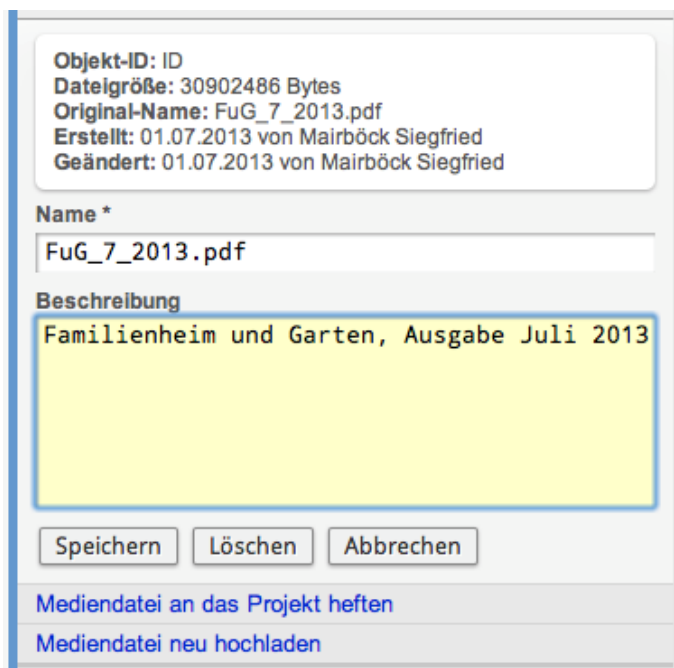 Objekt-ID: ID
Dateigröße: 30902486 Bytes
Original-Name: FuG_7_2013.pdf
Erstellt: 01.07.2013 von Mairböck Siegfried
Geändert: 01.07.2013 von Mairböck Siegfried
Name *
FuG_7_2013.pdf
Beschreibung
Familienheim und Garten, Ausgabe Juli 2013
Speichern Löschen Abbrechen
Mediendatei an das Projekt heften
Mediendatei neu hochladen